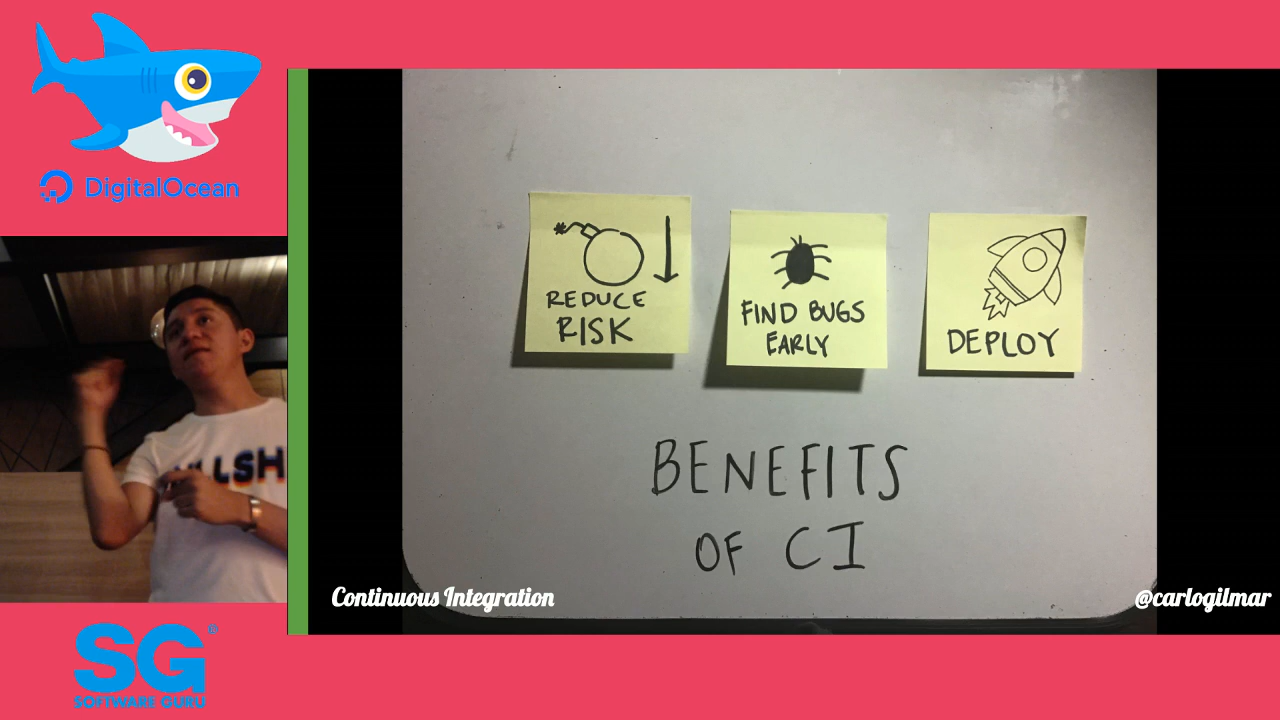 DigitalOcean
REDUCE
RISK
FIND BUGS
EARLY
DEPLOY
BENEFITS
OF CI
Continuous Integration
@carlogilmar
SG
SOFTWARE GURU